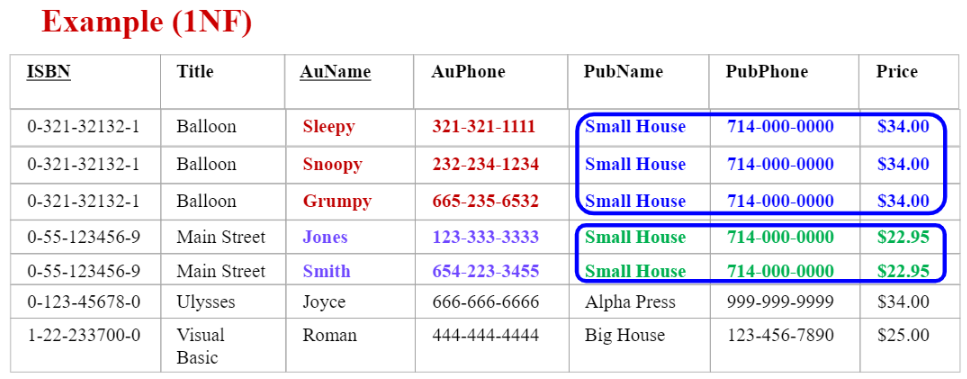 Example (1NF)
ISBN Title AuName AuPhone PubName PubPhone Price
0-321-32132-1 Balloon Sleepy 321-321-1111 Small House 714-000-0000 $34.00
0-321-32132-1 Balloon Snoopy 232-234-1234 Small House 714-000-0000 $34.00
0-321-32132-1 Balloon Grumpy 665-235-6532 Small House 714-000-0000 $34.00
0-55-123456-9 Main Street Jones 123-333-3333 Small House 714-000-0000 $22.95
0-55-123456-9 Main Street Smith 654-223-3455 Small House 714-000-0000 $22.95
0-123-45678-0 Ulysses Joyce 666-666-6666 Alpha Press 999-999-9999 $34.00
1-22-233700-0 Visual Roman 444-444-4444 Big House 123-456-7890 $25.00
Basic